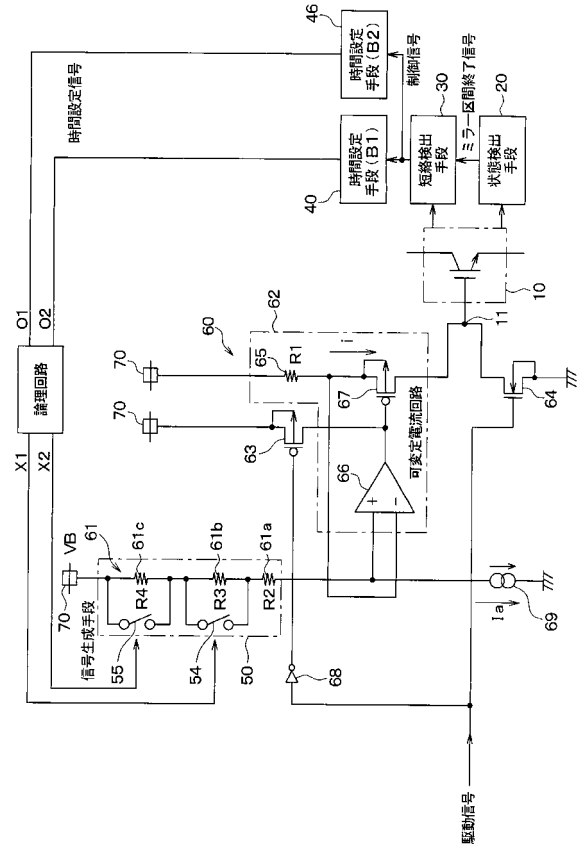 46
時間設定
手段(B2)
時間設定信号
制御信号
30
ミラー区間終了信号
20
時間設定
手段(B1)
40
短絡検出
手段
状態検出
手段
O1
O2
論理回路
X1
X2
10
11
62
60
70
65
R1
i
67
64
70
63
66
+
-
可変定電流回路
VB
70
61
61c
61b
61a
R4
R3
R2
信号生成手段
55
54
50
68
Ia
69
駆動信号